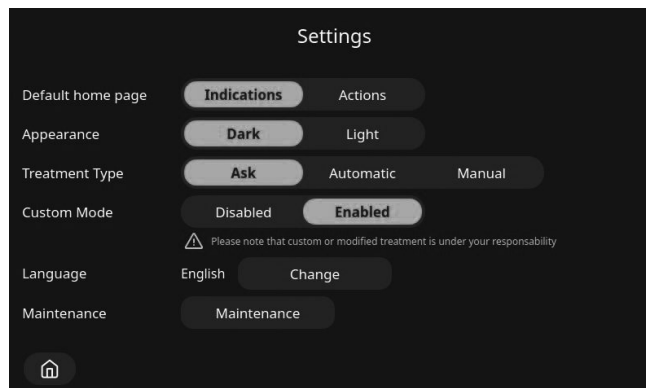 Settings
Default home page Indications Actions
Appearance Dark Light
Treatment Type Ask Automatic Manual
Custom Mode Disabled Enabled
Please note that custom or modified treatment is under your responsability
Language English Change
Maintenance Maintenance